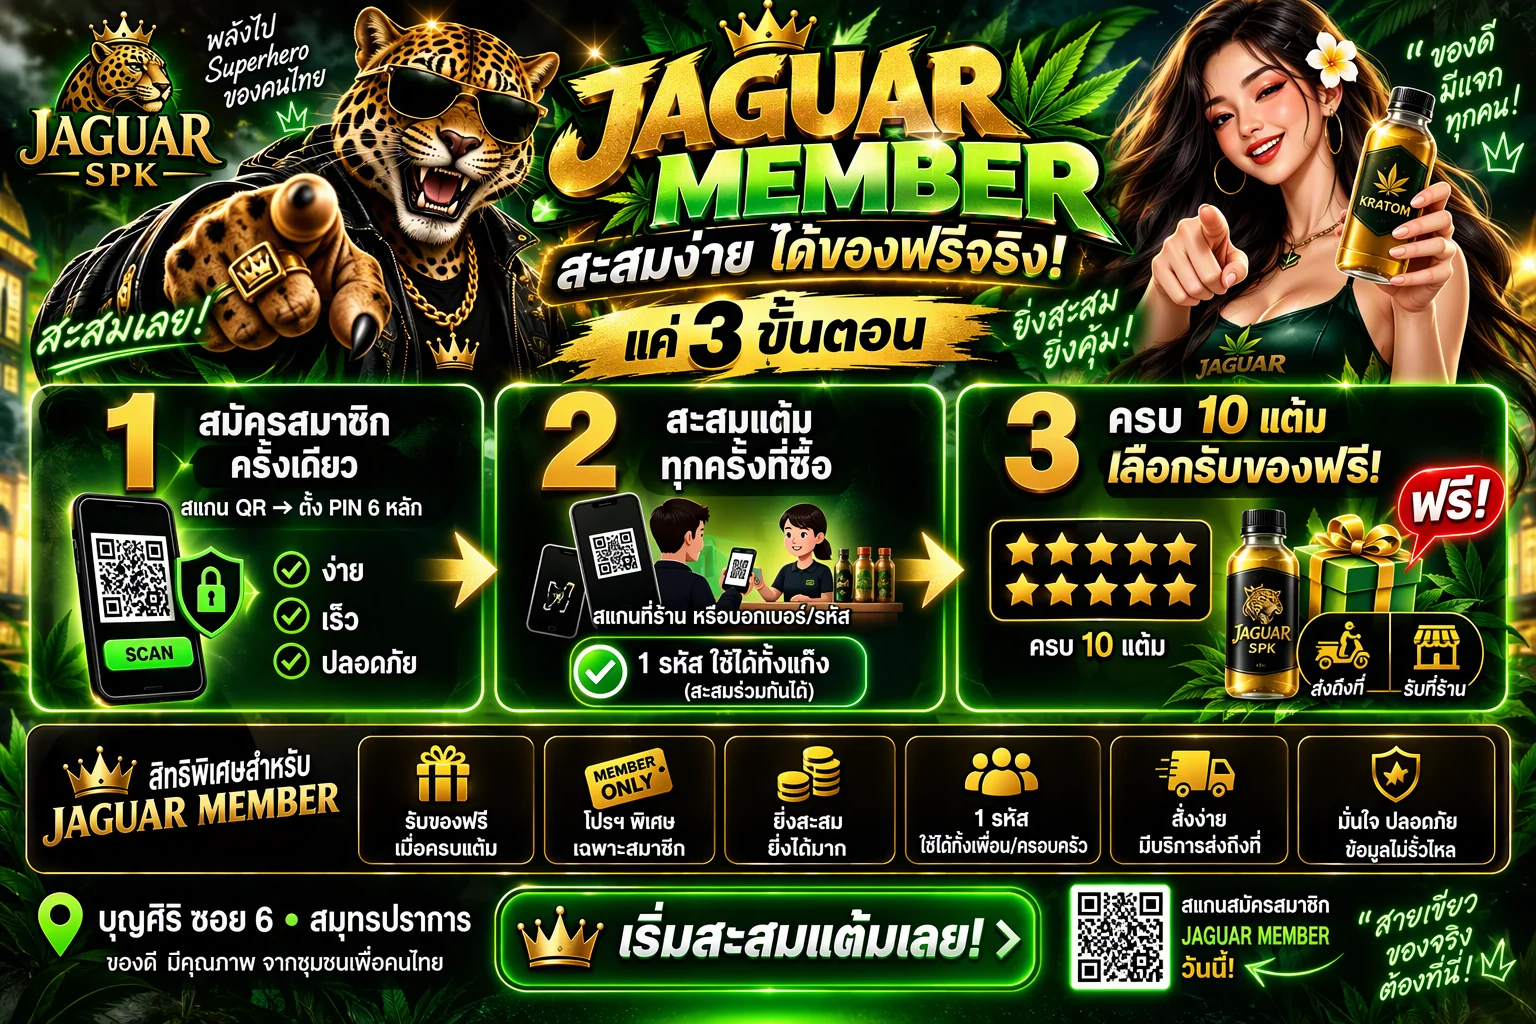 JAGUAR
SPK
พลังไป
Superhero
ของคนไทย
JAGUAR
MEMBER
สะสมง่าย ได้ของฟรีจริง!
แค่ 3 ขั้นตอน
สะสมเลย!
ยิ่งสะสม
ยิ่งคุ้ม!
"ของดี
มีแจก
ทุกคน!
KRATOM
JAGUAR
1
สมัครสมาชิก
ครั้งเดียว
สแกน QR → ตั้ง PIN 6 หลัก
SCAN
ง่าย
เร็ว
ปลอดภัย
2
สะสมแต้ม
ทุกครั้งที่ซื้อ
สแกนที่ร้าน หรือบอกเบอร์/รหัส
1 รหัส ใช้ได้ทั้งแก๊ง
(สะสมร่วมกันได้)
3
ครบ 10 แต้ม
เลือกรับของฟรี!
ฟรี!
ครบ 10 แต้ม
JAGUAR
SPK
ส่งถึงที่
รับที่ร้าน
สิทธิพิเศษสำหรับ
JAGUAR MEMBER
รับของฟรี
เมื่อครบแต้ม
MEMBER
ONLY
โปรฯ พิเศษ
เฉพาะสมาชิก
ยิ่งสะสม
ยิ่งได้มาก
1 รหัส
ใช้ได้ทั้งเพื่อน/ครอบครัว
สั่งง่าย
มีบริการส่งถึงที่
มั่นใจ ปลอดภัย
ข้อมูลไม่รั่วไหล
บุญศิริ ซอย 6 • สมุทรปราการ
ของดี มีคุณภาพ จากชุมชนเพื่อคนไทย
เริ่มสะสมแต้มเลย!
สแกนสมัครสมาชิก
JAGUAR MEMBER
วันนี้!
"สายเขียว
ของจริง
ต้องที่นี่!